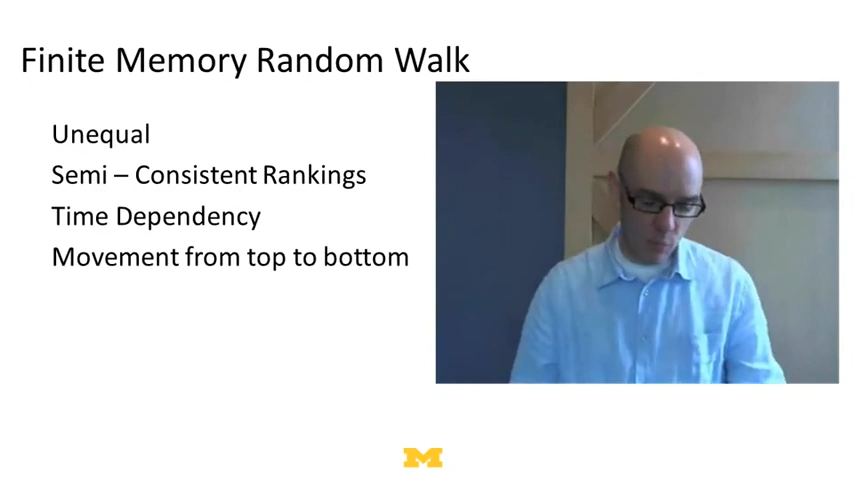 Finite Memory Random Walk
Unequal
Semi – Consistent Rankings
Time Dependency
Movement from top to bottom
M